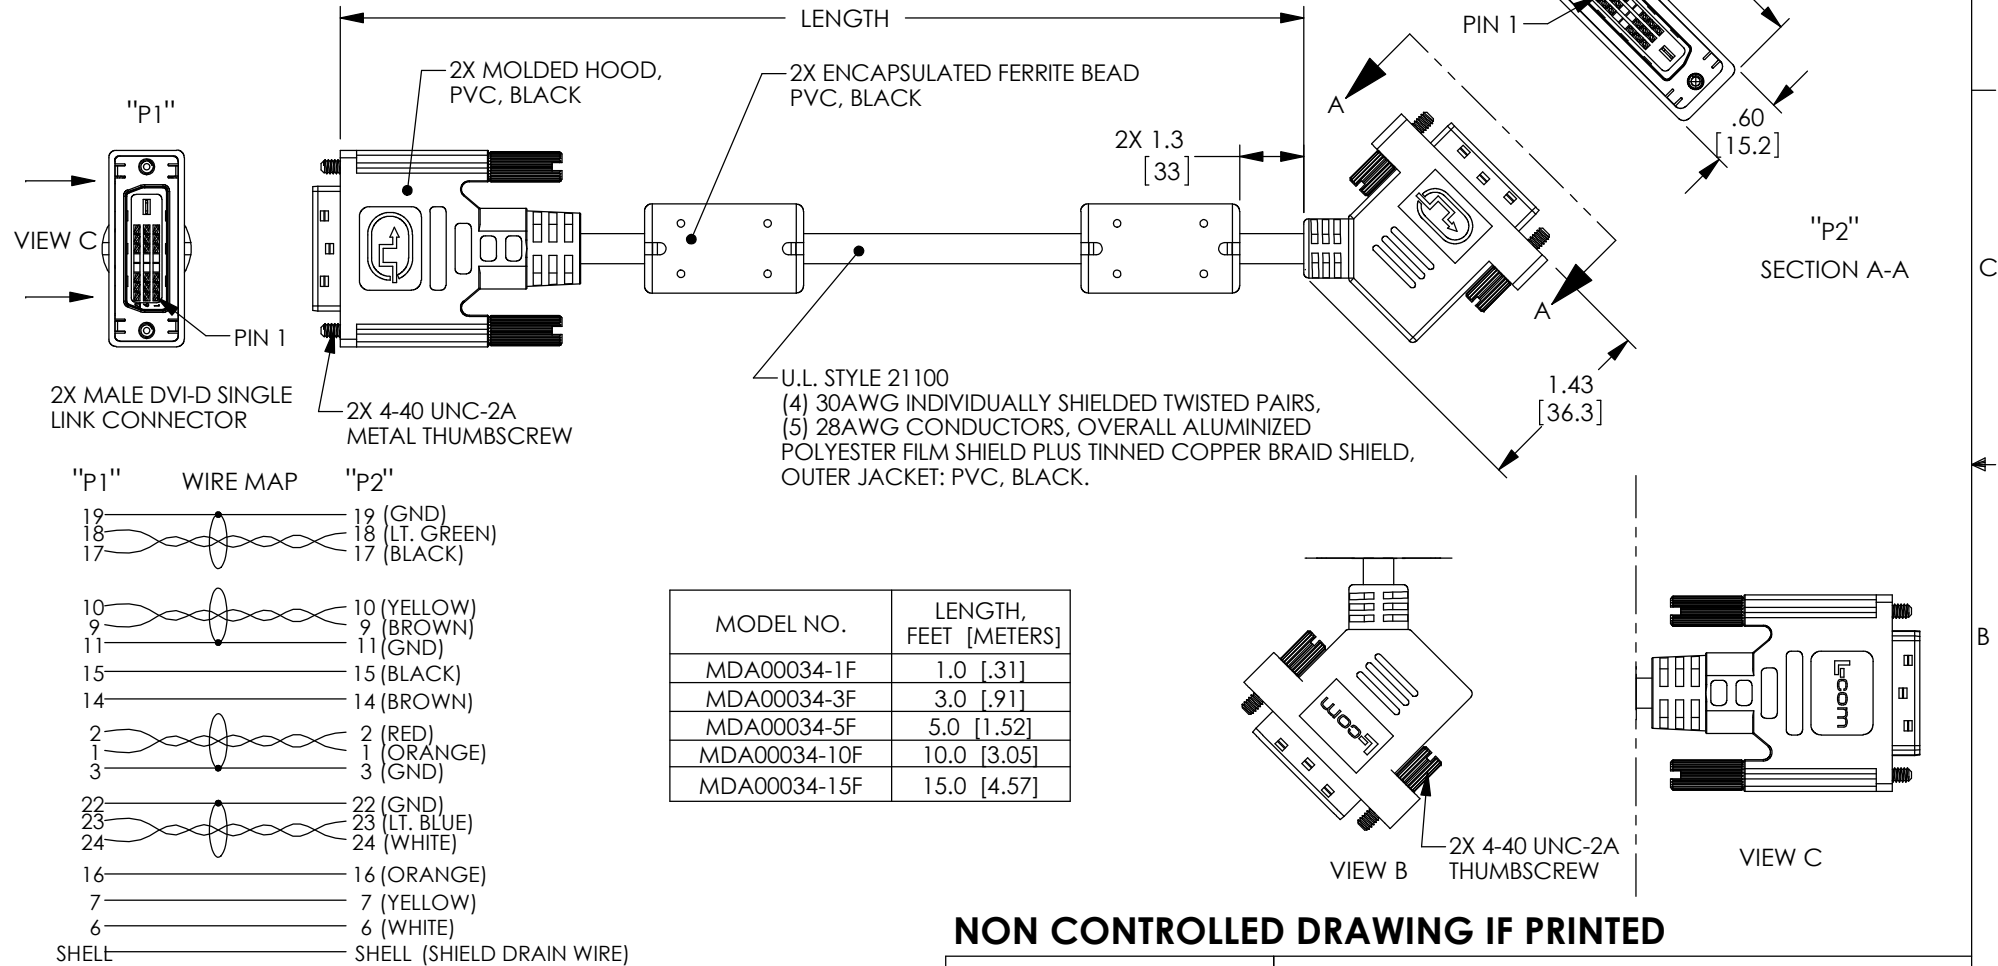 LENGTH
PIN 1
2X MOLDED HOOD,
PVC, BLACK
2X ENCAPSULATED FERRITE BEAD
PVC, BLACK
"P1"
A
.60
[15.2]
2X 1.3
[33]
VIEW C
"P2"
SECTION A-A
C
A
PIN 1
2X MALE DVI-D SINGLE
LINK CONNECTOR
2X 4-40 UNC-2A
METAL THUMBSCREW
U.L. STYLE 21100
(4) 30AWG INDIVIDUALLY SHIELDED TWISTED PAIRS,
(5) 28AWG CONDUCTORS, OVERALL ALUMINIZED
POLYESTER FILM SHIELD PLUS TINNED COPPER BRAID SHIELD,
OUTER JACKET: PVC, BLACK.
1.43
[36.3]
"P1" WIRE MAP "P2"
19 19 (GND)
18 18 (LT. GREEN)
17 17 (BLACK)
10 10 (YELLOW)
9 9 (BROWN)
11 11 (GND)
15 15 (BLACK)
14 14 (BROWN)
2 2 (RED)
1 1 (ORANGE)
3 3 (GND)
22 22 (GND)
23 23 (LT. BLUE)
24 24 (WHITE)
16 16 (ORANGE)
7 7 (YELLOW)
6 6 (WHITE)
SHELL SHELL (SHIELD DRAIN WIRE)
MODEL NO. LENGTH,
FEET [METERS]
MDA00034-1F 1.0 [.31]
MDA00034-3F 3.0 [.91]
MDA00034-5F 5.0 [1.52]
MDA00034-10F 10.0 [3.05]
MDA00034-15F 15.0 [4.57]
L-com
VIEW B
2X 4-40 UNC-2A
THUMBSCREW
L-com
VIEW C
B
NON CONTROLLED DRAWING IF PRINTED